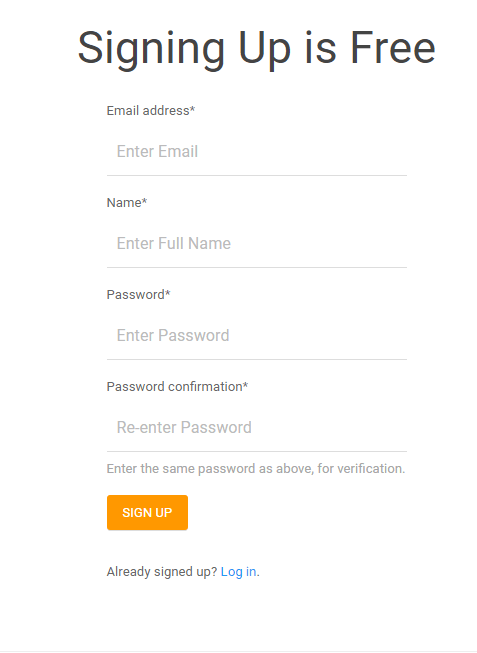 Signing Up is Free
Email address*
Enter Email
Name*
Enter Full Name
Password*
Enter Password
Password confirmation*
Re-enter Password
Enter the same password as above, for verification.
SIGN UP
Already signed up? Log in.